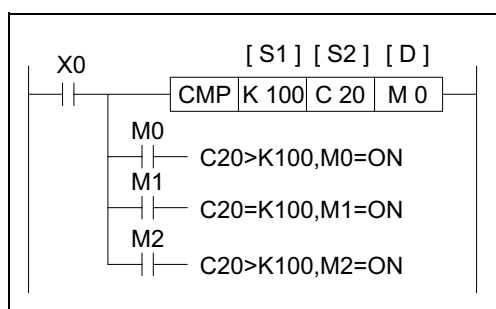 [ S1 ] [ S2 ] [ D ]
X0
CMP K 100 C 20 M 0
M0
C20>K100,M0=ON
M1
C20=K100,M1=ON
M2
C20>K100,M2=ON